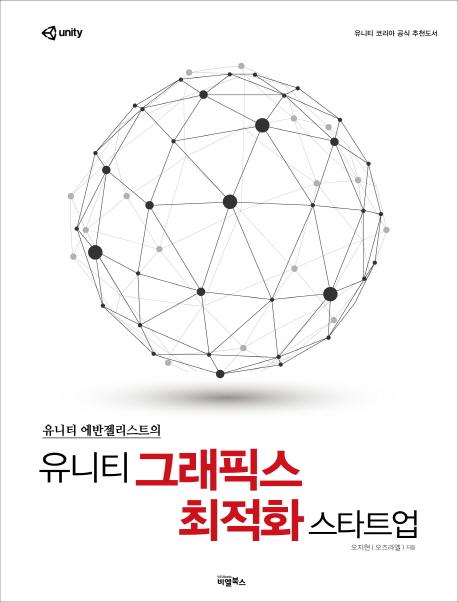 unity
유니티 코리아 공식 추천도서
유니티 에반젤리스트의
유니티 그래픽스
최적화 스타트업
오지현(오즈라엘) 지음
비엘북스